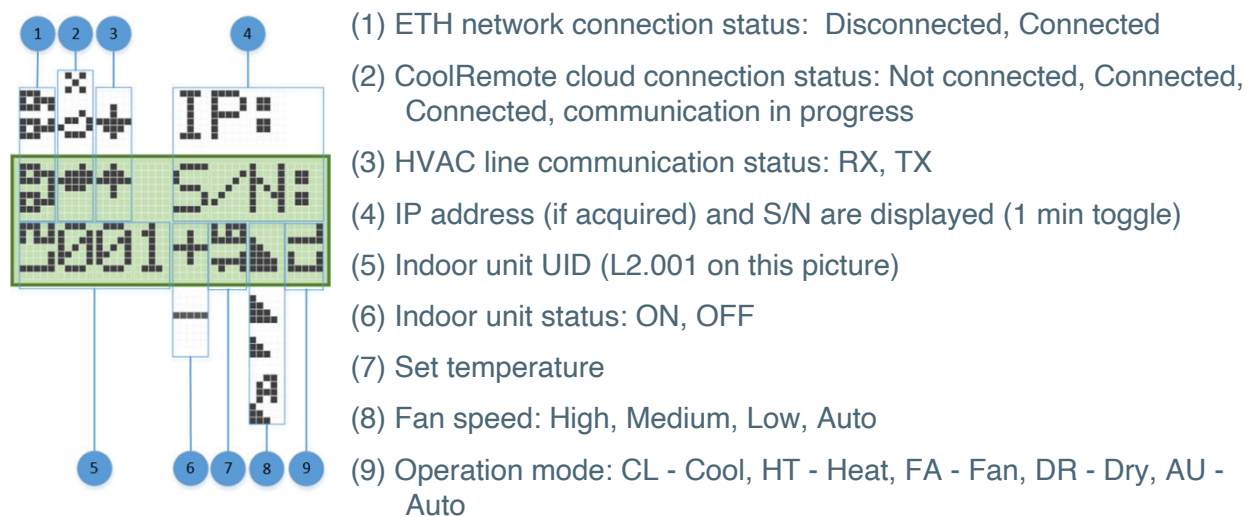 1 2 3 4
IP:
S/N:
001
5 6 7 8 9
A
(1) ETH network connection status: Disconnected, Connected
(2) CoolRemote cloud connection status: Not connected, Connected,
Connected, communication in progress
(3) HVAC line communication status: RX, TX
(4) IP address (if acquired) and S/N are displayed (1 min toggle)
(5) Indoor unit UID (L2.001 on this picture)
(6) Indoor unit status: ON, OFF
(7) Set temperature
(8) Fan speed: High, Medium, Low, Auto
(9) Operation mode: CL - Cool, HT - Heat, FA - Fan, DR - Dry, AU -
Auto